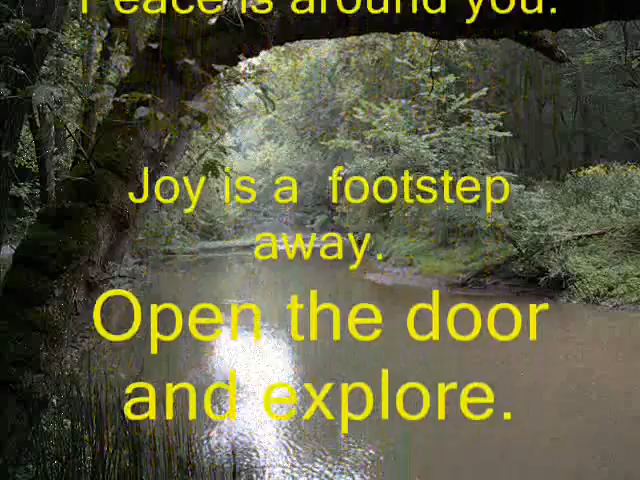 Peace is around you.
Joy is a  footstep
away.
Open the door
and explore.